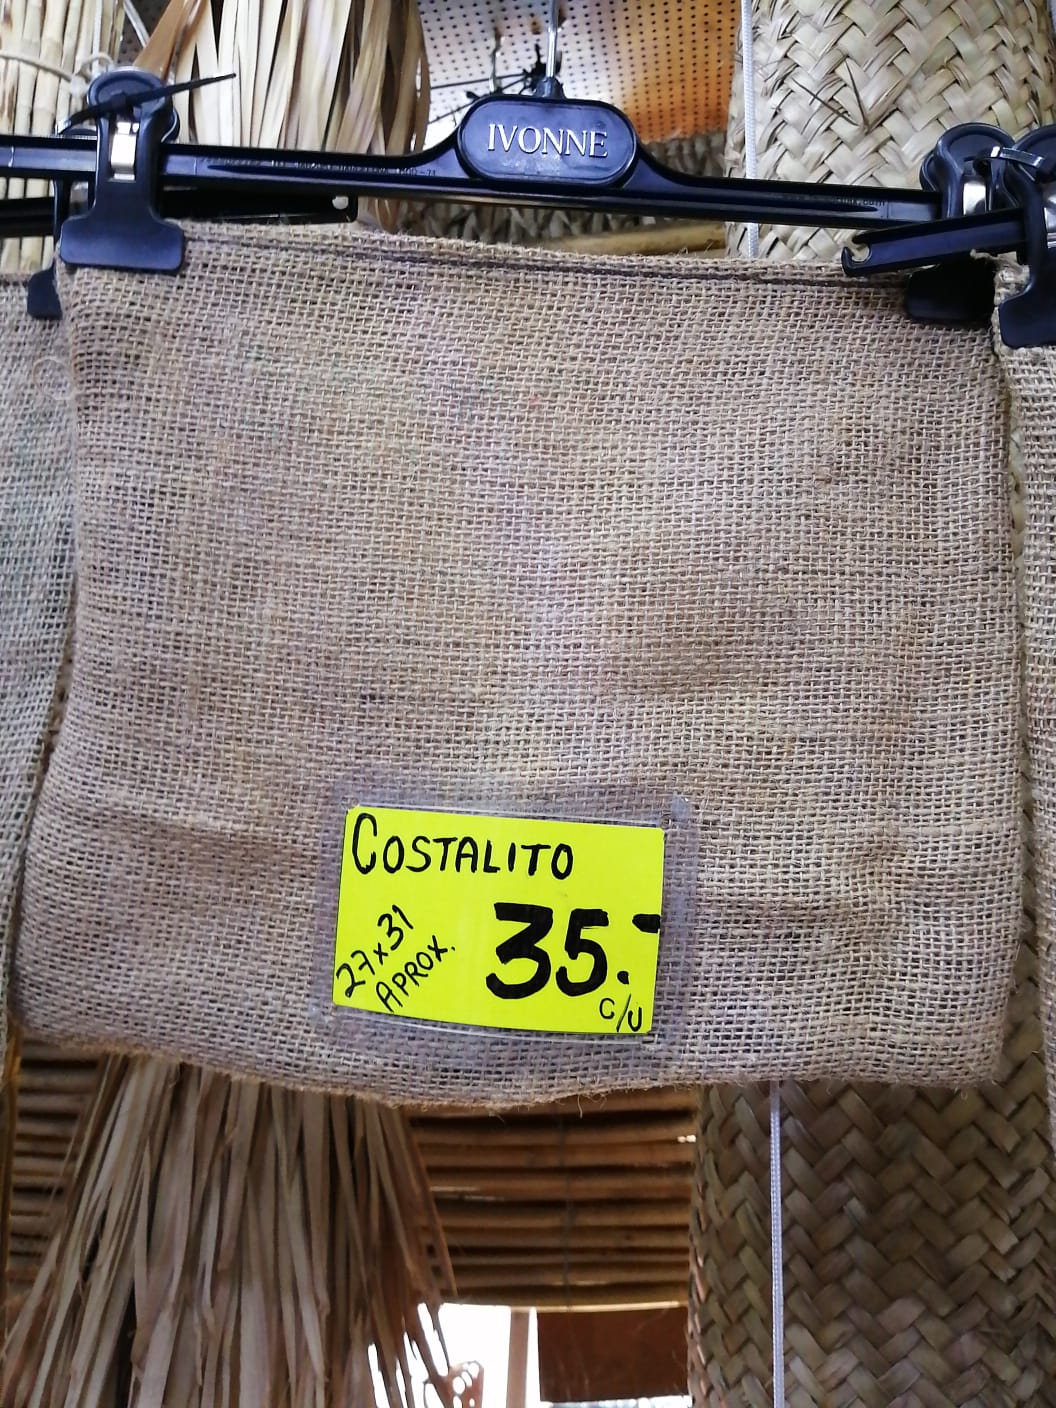 IVONNE
COSTALITO
27x31
APROX.
35.-
c/u